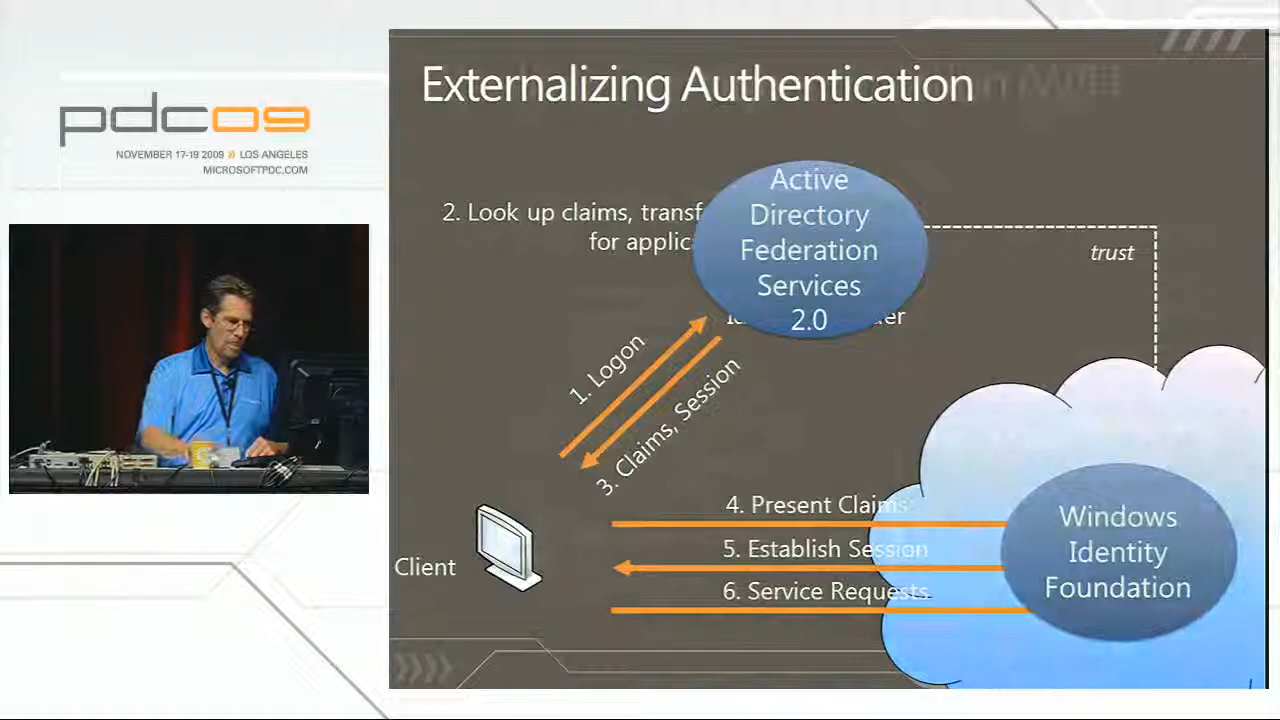 pdc09
NOVEMBER 17-19 2009 » LOS ANGELES
MICROSOFTPDC.COM
Externalizing Authentication
2. Look up claims, transf
for applic
Active
Directory
Federation
Services
2.0
trust
1. Logon
3. Claims, Session
4. Present Claims
5. Establish Session
6. Service Requests
Client
Windows
Identity
Foundation